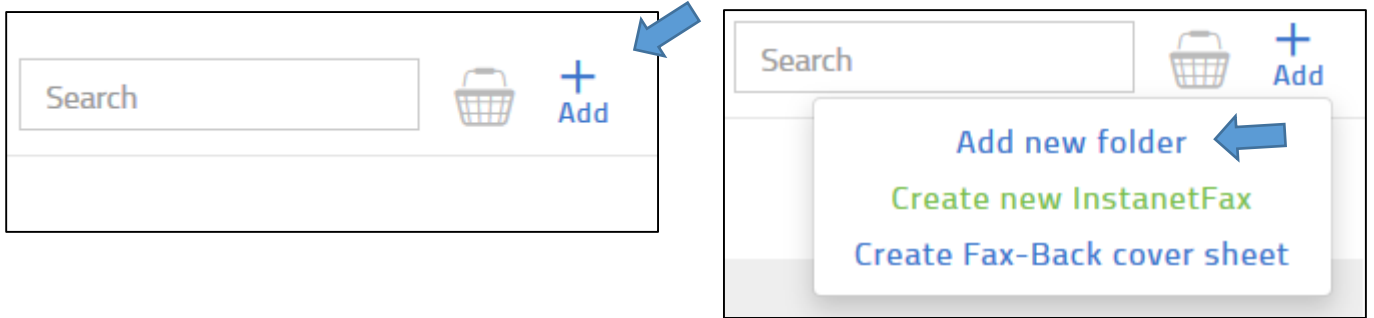 Search
Add
Search
Add
Add new folder
Create new InstanetFax
Create Fax-Back cover sheet